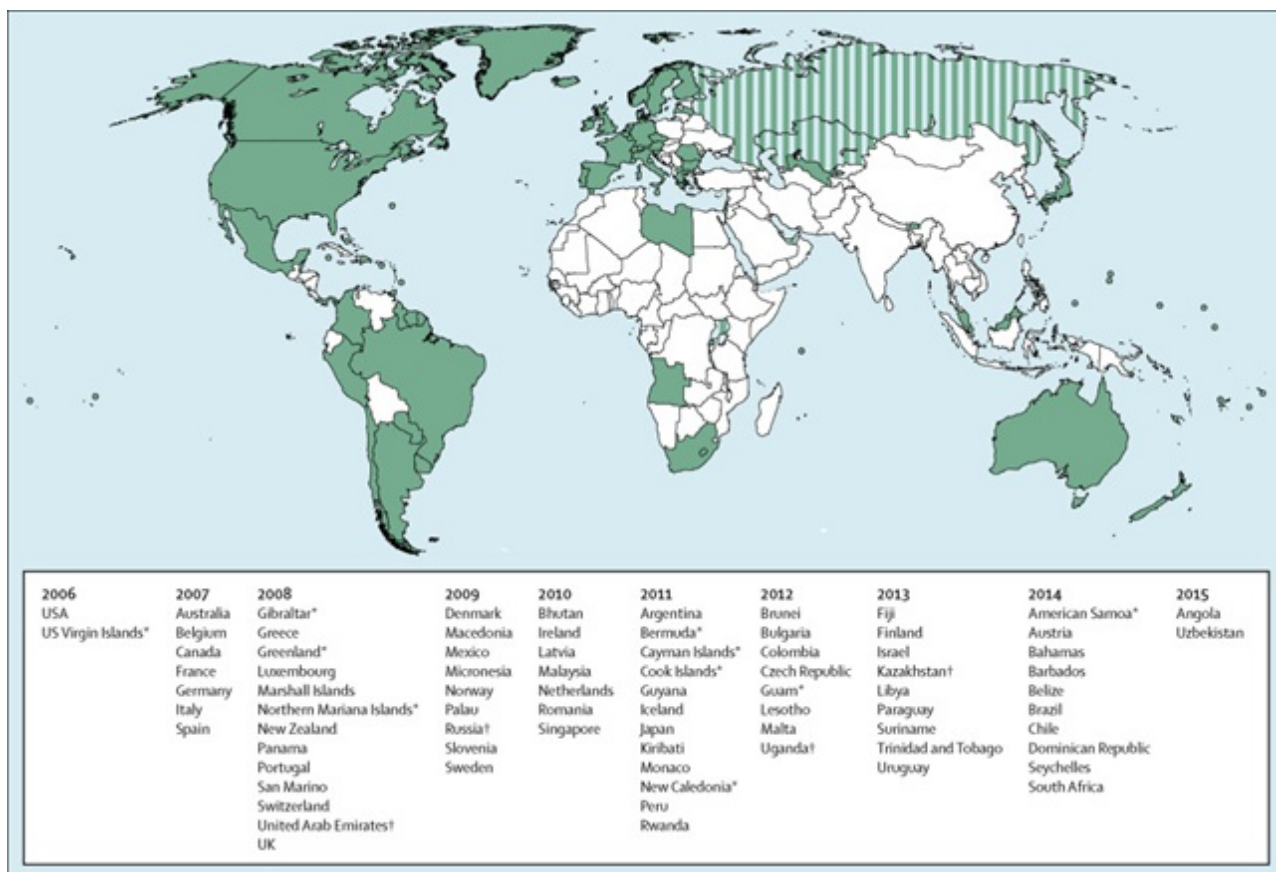 2006
USA
US Virgin Islands*
2007
Australia
Belgium
Canada
France
Germany
Italy
Spain
2008
Gibraltar*
Greece
Greenland*
Luxembourg
Marshall Islands
Northern Mariana Islands*
New Zealand
Panama
Portugal
San Marino
Switzerland
United Arab Emirates†
UK
2009
Denmark
Macedonia
Mexico
Micronesia
Norway
Palau
Russia†
Slovenia
Sweden
2010
Bhutan
Ireland
Latvia
Malaysia
Netherlands
Romania
Singapore
2011
Argentina
Bermuda*
Cayman Islands*
Cook Islands*
Guyana
Iceland
Japan
Kiribati
Monaco
New Caledonia*
Peru
Rwanda
2012
Brunei
Bulgaria
Colombia
Czech Republic
Guam*
Lesotho
Malta
Uganda†
2013
Fiji
Finland
Israel
Kazakhstan†
Libya
Paraguay
Suriname
Trinidad and Tobago
Uruguay
2014
American Samoa*
Austria
Bahamas
Barbados
Belize
Brazil
Chile
Dominican Republic
Seychelles
South Africa
2015
Angola
Uzbekistan